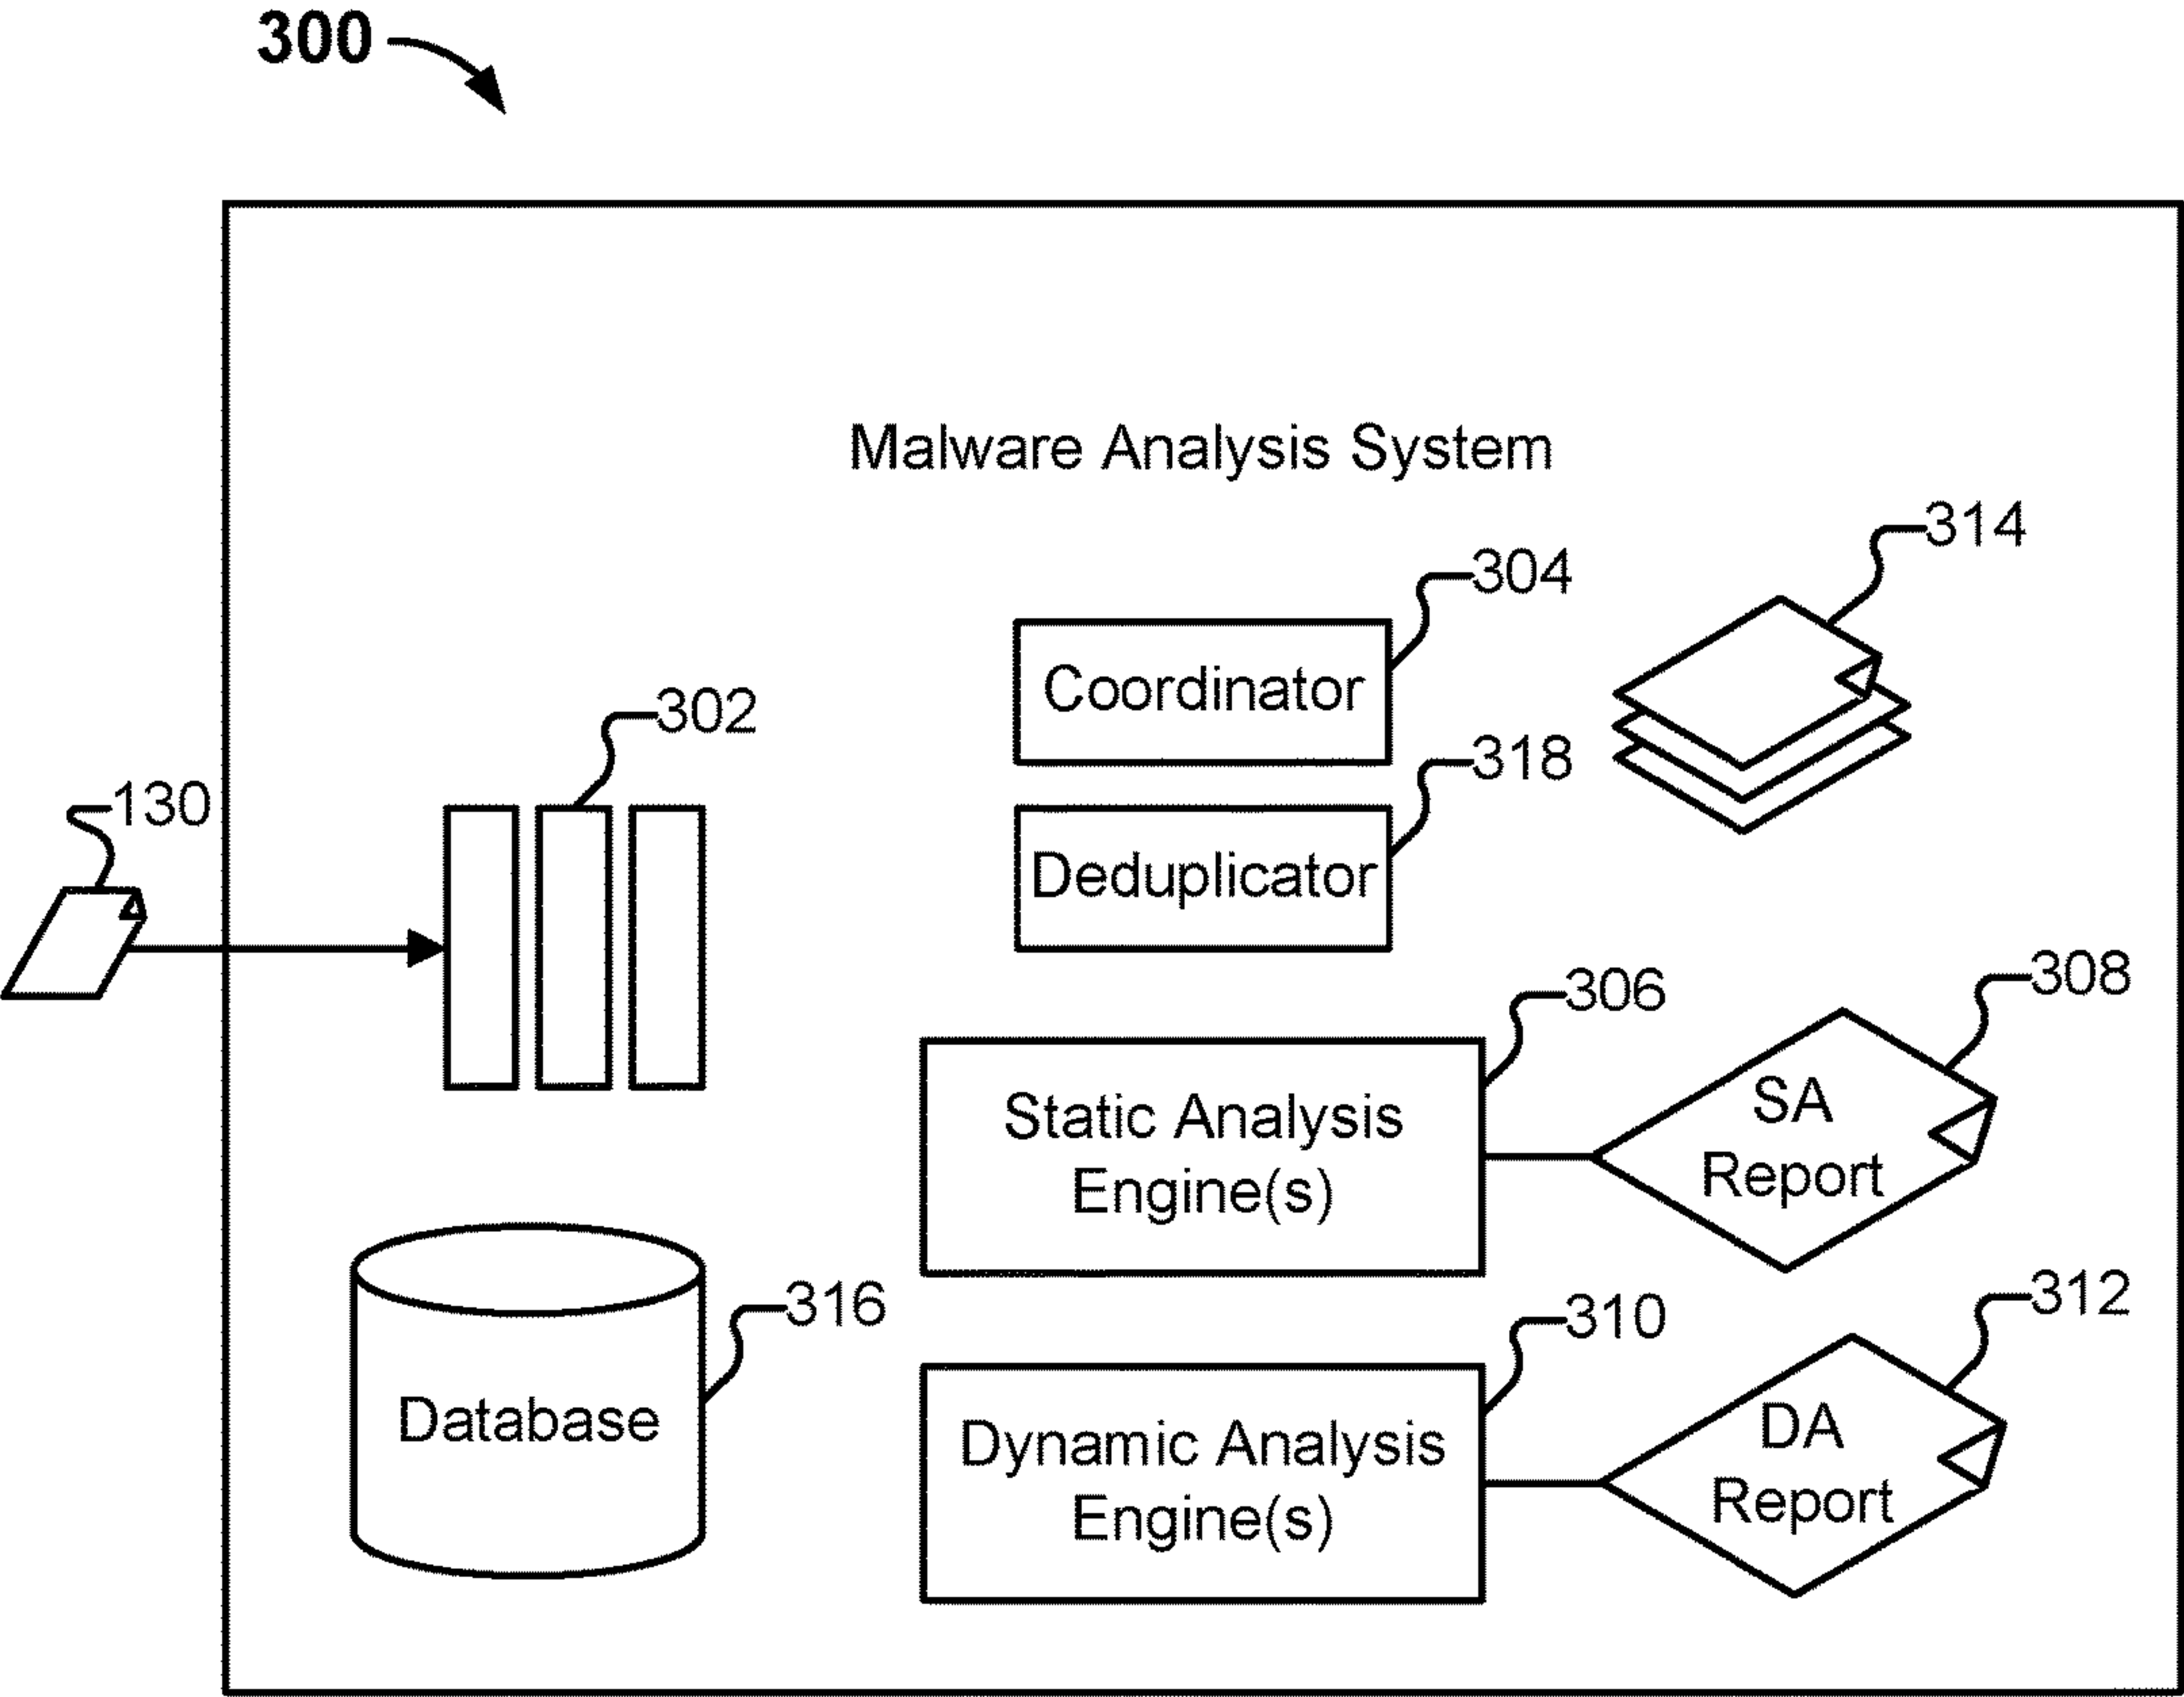 300
Malware Analysis System
314
304
Coordinator
302
318
130
Deduplicator
308
306
SA
Report
Static Analysis
Engine(s)
316
310
312
Database
Dynamic Analysis
Engine(s)
DA
Report